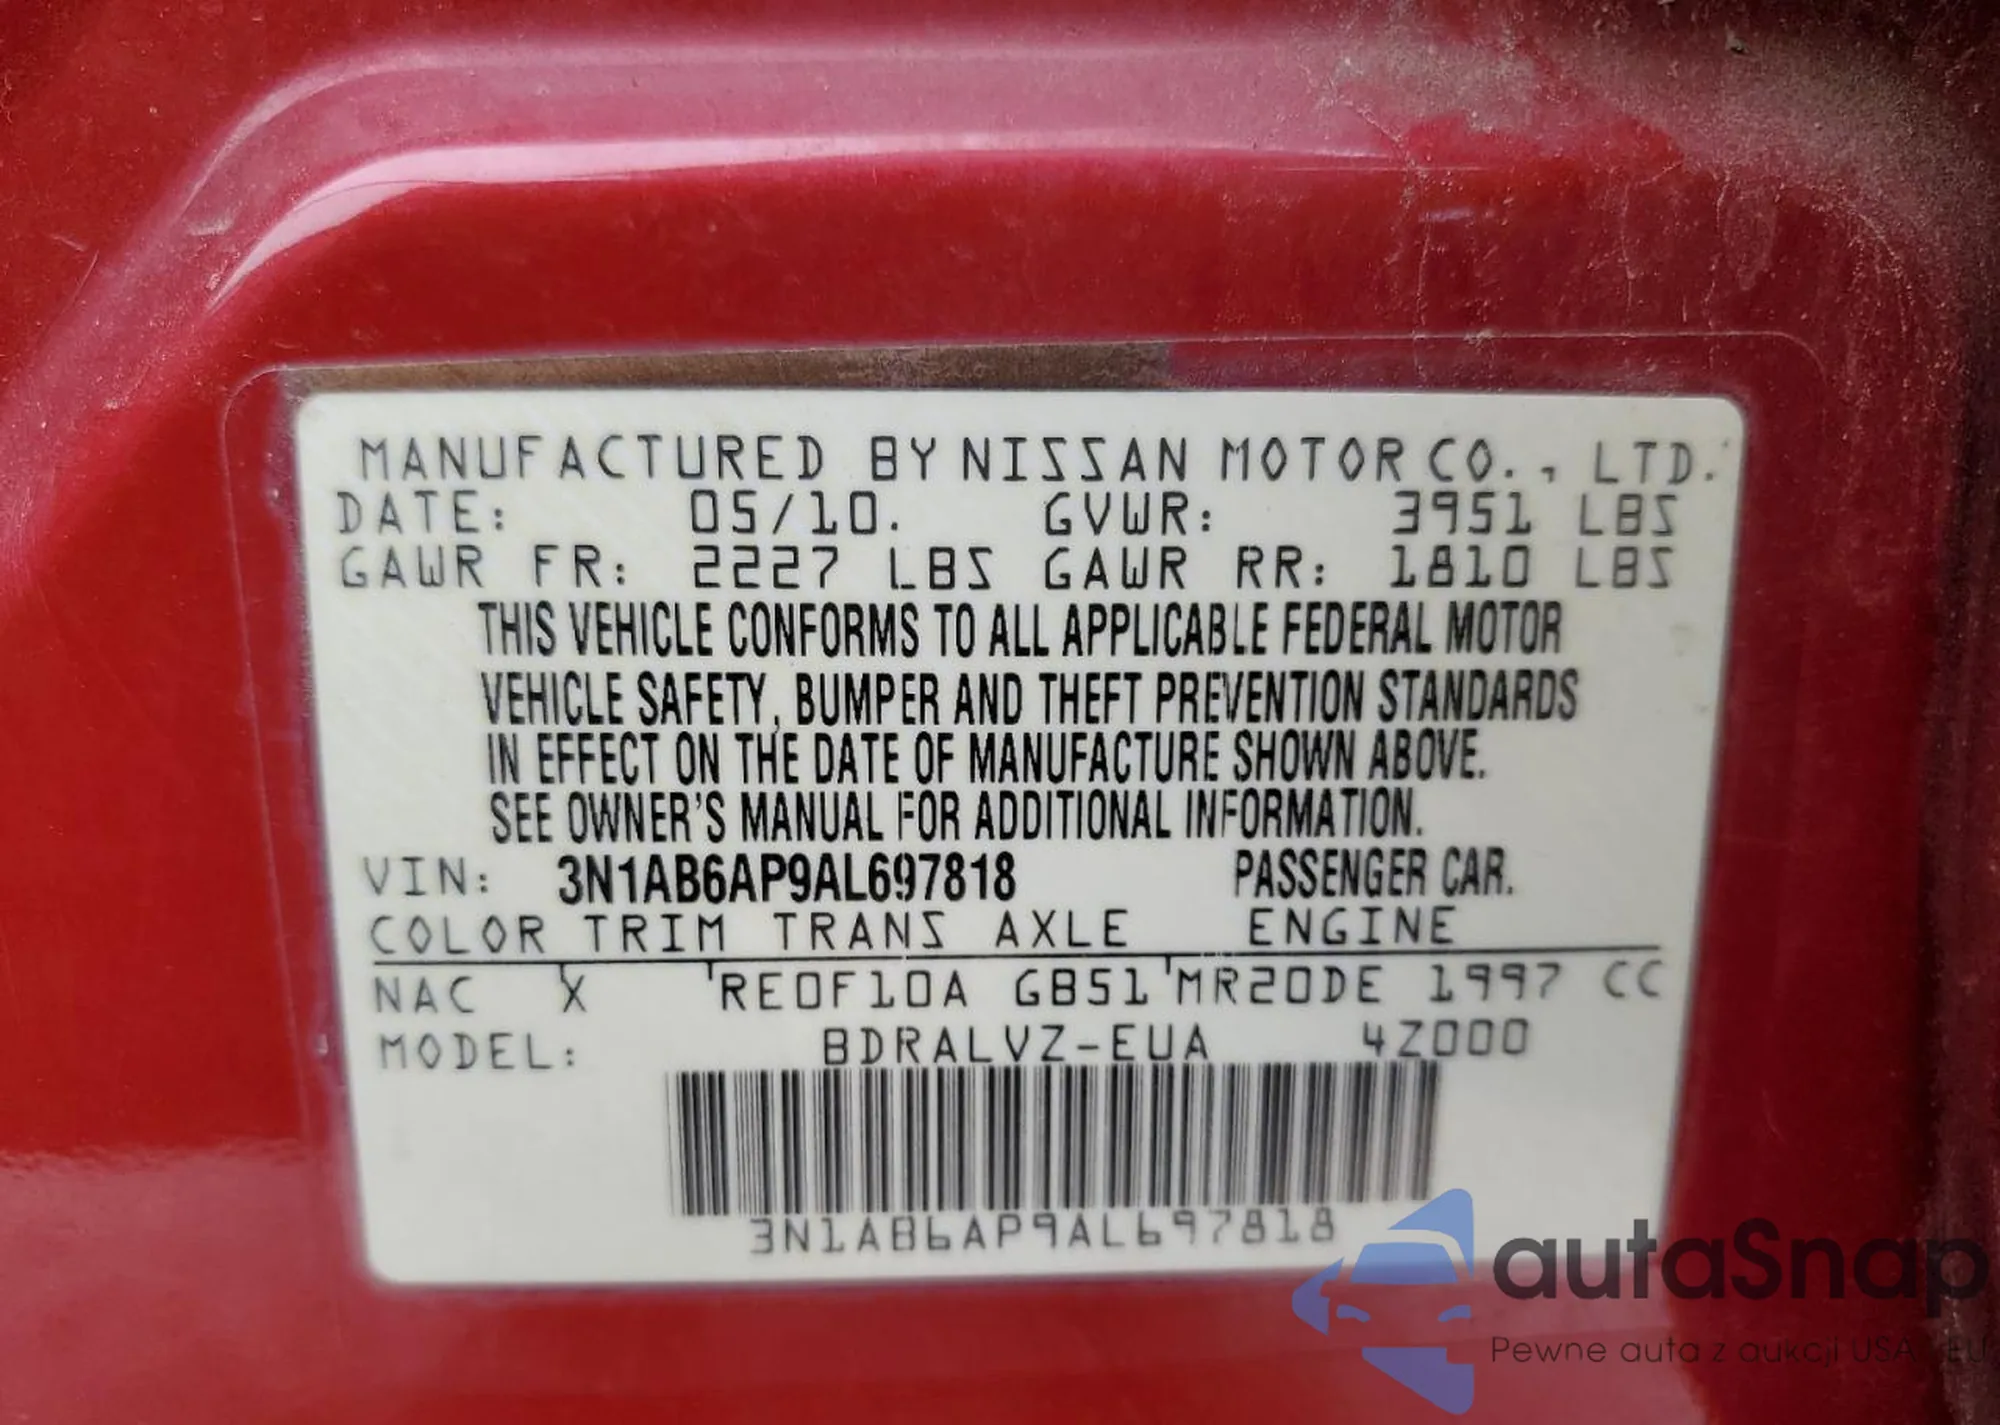 MANUFACTURED BY NISSAN MOTOR CO., LTD.
DATE: 05/10. GVWR: 3951 LBS
GAWR FR: 2227 LBS GAWR RR: 1810 LBS
THIS VEHICLE CONFORMS TO ALL APPLICABLE FEDERAL MOTOR
VEHICLE SAFETY, BUMPER AND THEFT PREVENTION STANDARDS
IN EFFECT ON THE DATE OF MANUFACTURE SHOWN ABOVE.
SEE OWNER'S MANUAL FOR ADDITIONAL INFORMATION.
VIN: 3N1AB6AP9AL697818 PASSENGER CAR.
COLOR TRIM TRANS AXLE ENGINE
NAC X RE0F10A GB51 MR20DE 1997 CC
MODEL: BDRALVZ-EUA 4Z000
3N1AB6AP9AL697818
autaSnap
Pewne auta z aukcji USA i EU